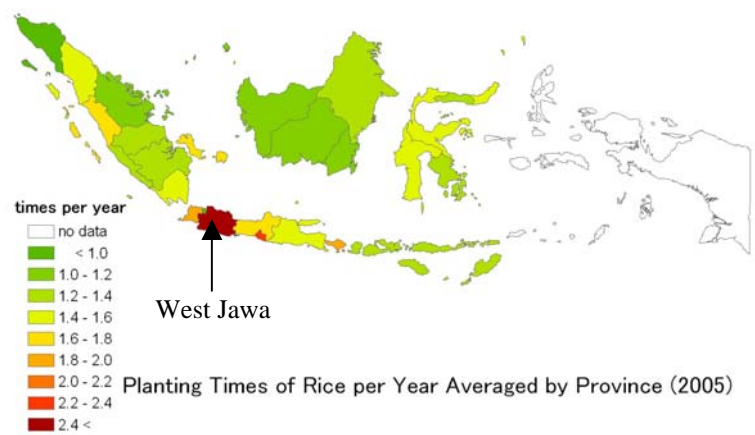 times per year
no data
< 1.0
1.0 - 1.2
1.2 - 1.4
1.4 - 1.6
1.6 - 1.8
1.8 - 2.0
2.0 - 2.2
2.2 - 2.4
2.4 <
West Jawa
Planting Times of Rice per Year Averaged by Province (2005)